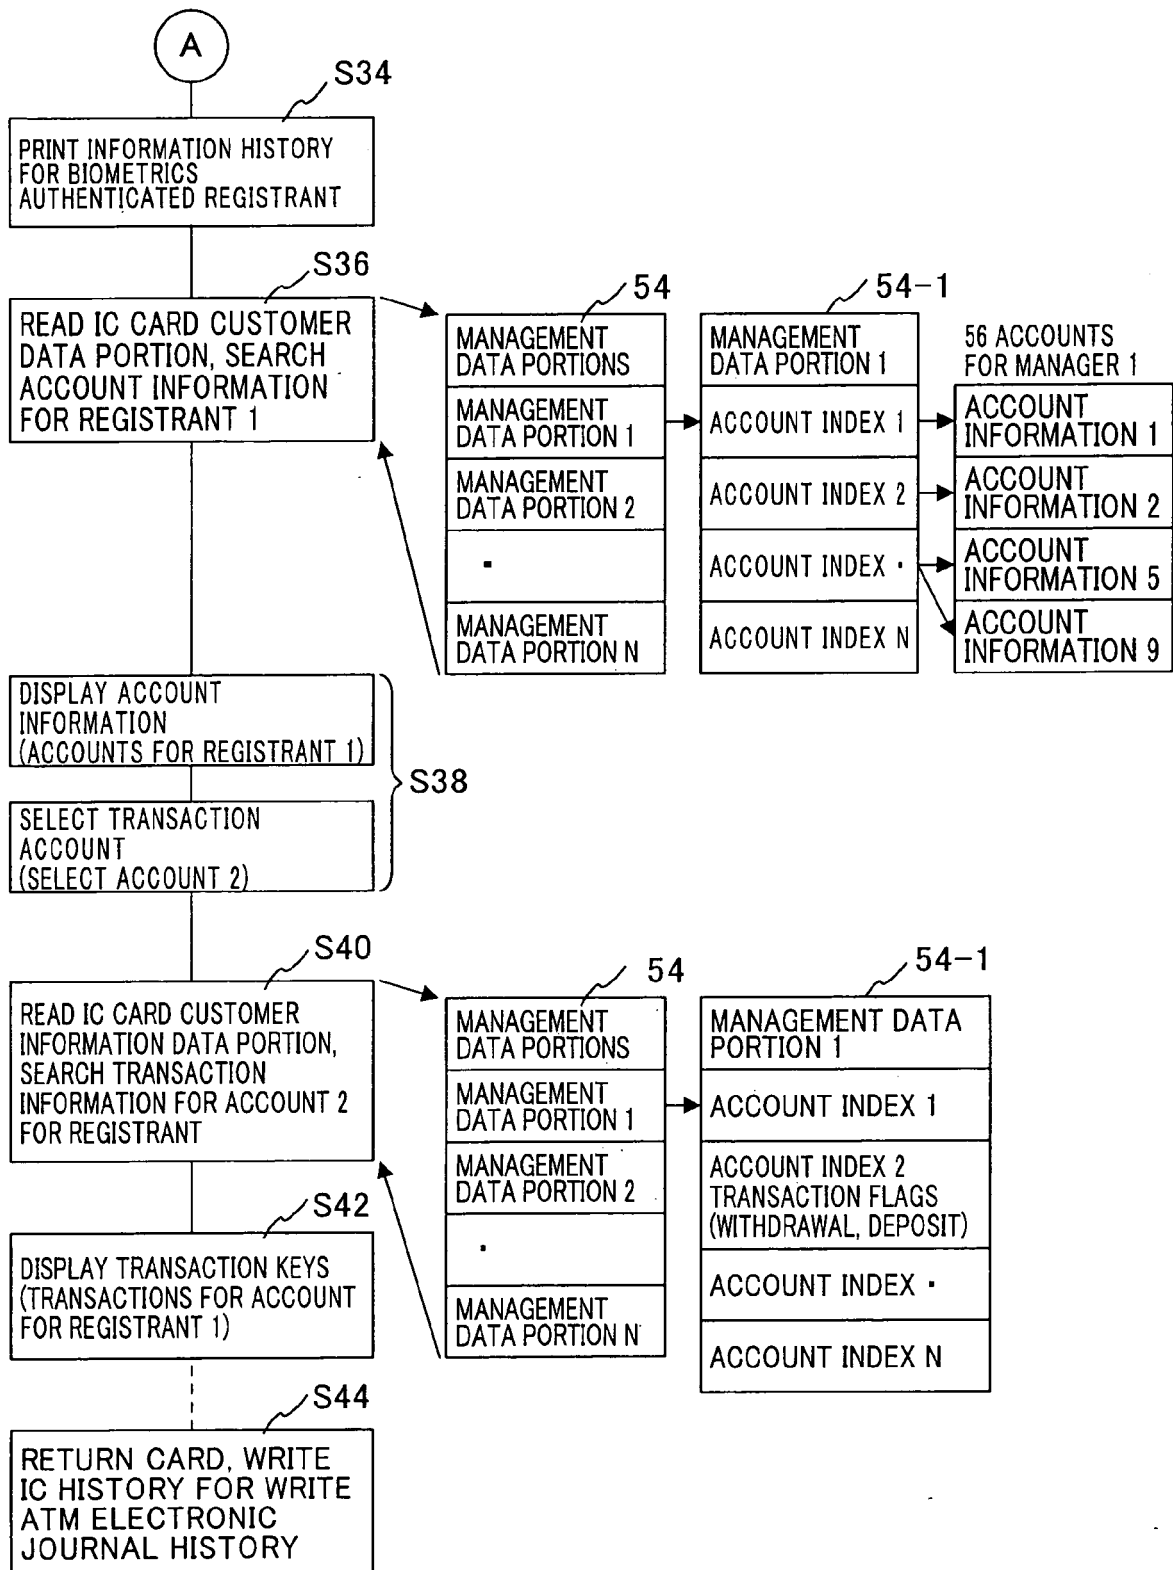 A
S34
PRINT INFORMATION HISTORY
FOR BIOMETRICS
AUTHENTICATED REGISTRANT
S36
READ IC CARD CUSTOMER
DATA PORTION, SEARCH
ACCOUNT INFORMATION
FOR REGISTRANT 1
54
MANAGEMENT
DATA PORTIONS
MANAGEMENT
DATA PORTION 1
MANAGEMENT
DATA PORTION 2
·
MANAGEMENT
DATA PORTION N
54-1
MANAGEMENT
DATA PORTION 1
ACCOUNT INDEX 1
ACCOUNT INDEX 2
ACCOUNT INDEX ·
ACCOUNT INDEX N
56 ACCOUNTS
FOR MANAGER 1
ACCOUNT
INFORMATION 1
ACCOUNT
INFORMATION 2
ACCOUNT
INFORMATION 5
ACCOUNT
INFORMATION 9
DISPLAY ACCOUNT
INFORMATION
(ACCOUNTS FOR REGISTRANT 1)
S38
SELECT TRANSACTION
ACCOUNT
(SELECT ACCOUNT 2)
S40
READ IC CARD CUSTOMER
INFORMATION DATA PORTION,
SEARCH TRANSACTION
INFORMATION FOR ACCOUNT 2
FOR REGISTRANT
54
MANAGEMENT
DATA PORTIONS
MANAGEMENT
DATA PORTION 1
MANAGEMENT
DATA PORTION 2
·
MANAGEMENT
DATA PORTION N
54-1
MANAGEMENT DATA
PORTION 1
ACCOUNT INDEX 1
ACCOUNT INDEX 2
TRANSACTION FLAGS
(WITHDRAWAL, DEPOSIT)
ACCOUNT INDEX ·
ACCOUNT INDEX N
S42
DISPLAY TRANSACTION KEYS
(TRANSACTIONS FOR ACCOUNT
FOR REGISTRANT 1)
S44
RETURN CARD, WRITE
IC HISTORY FOR WRITE
ATM ELECTRONIC
JOURNAL HISTORY